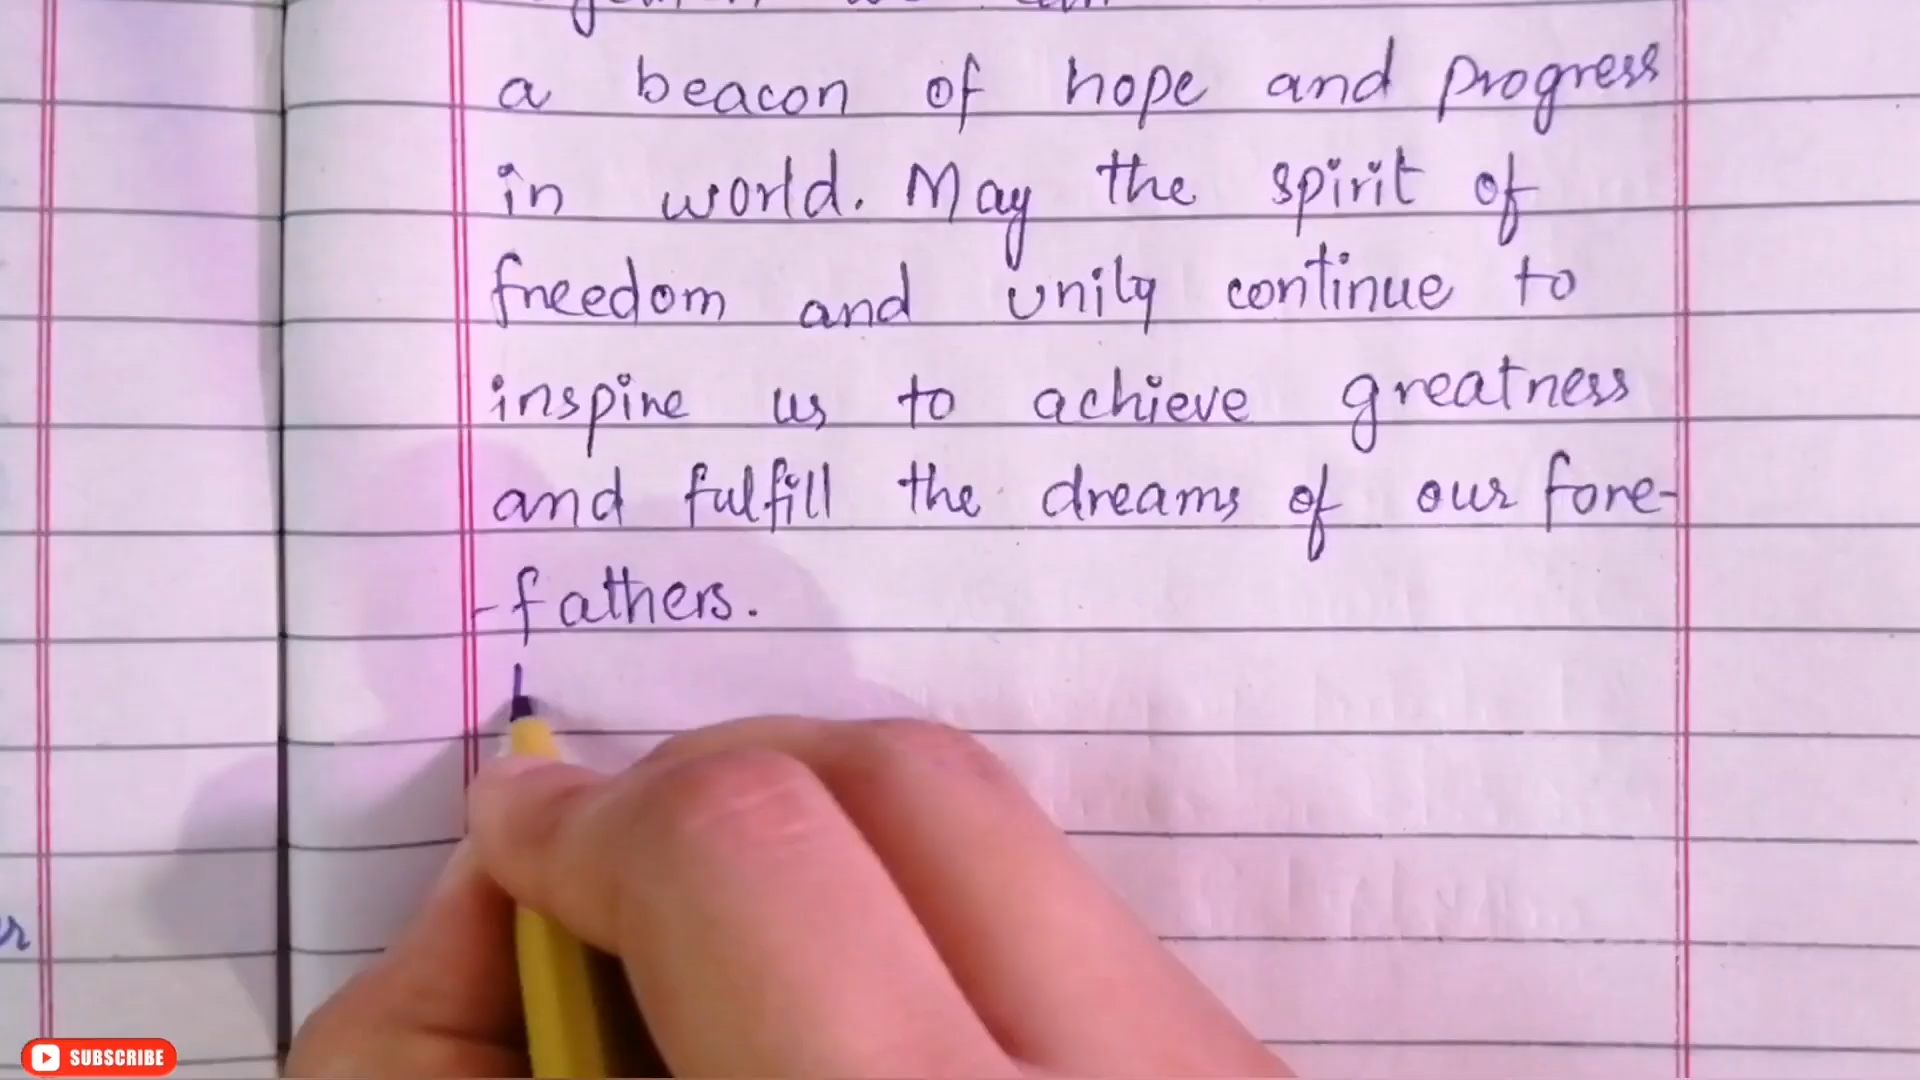 a beacon of hope and progress
in world. May the spirit of
freedom and unity continue to
inspire us to achieve greatness
and fulfill the dreams of our fore-
-fathers.
SUBSCRIBE